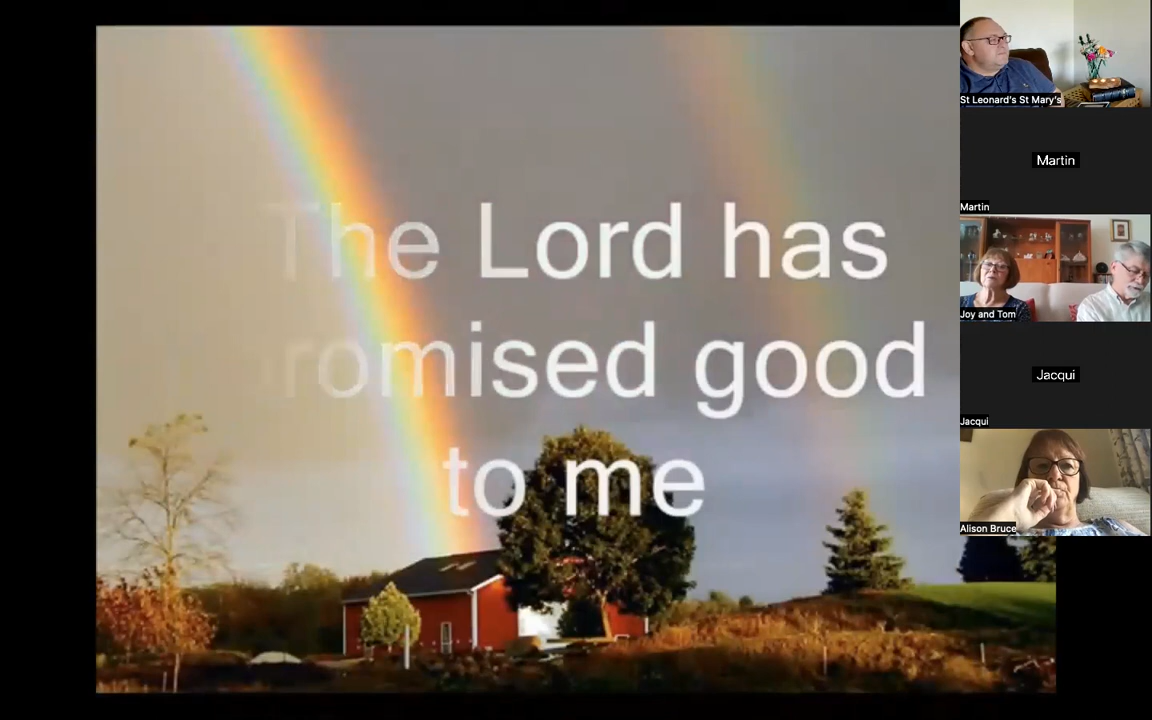 The Lord has
promised good
to me
St Leonard's St Mary's
Martin
Martin
Joy and Tom
Jacqui
Jacqui
Alison Bruce